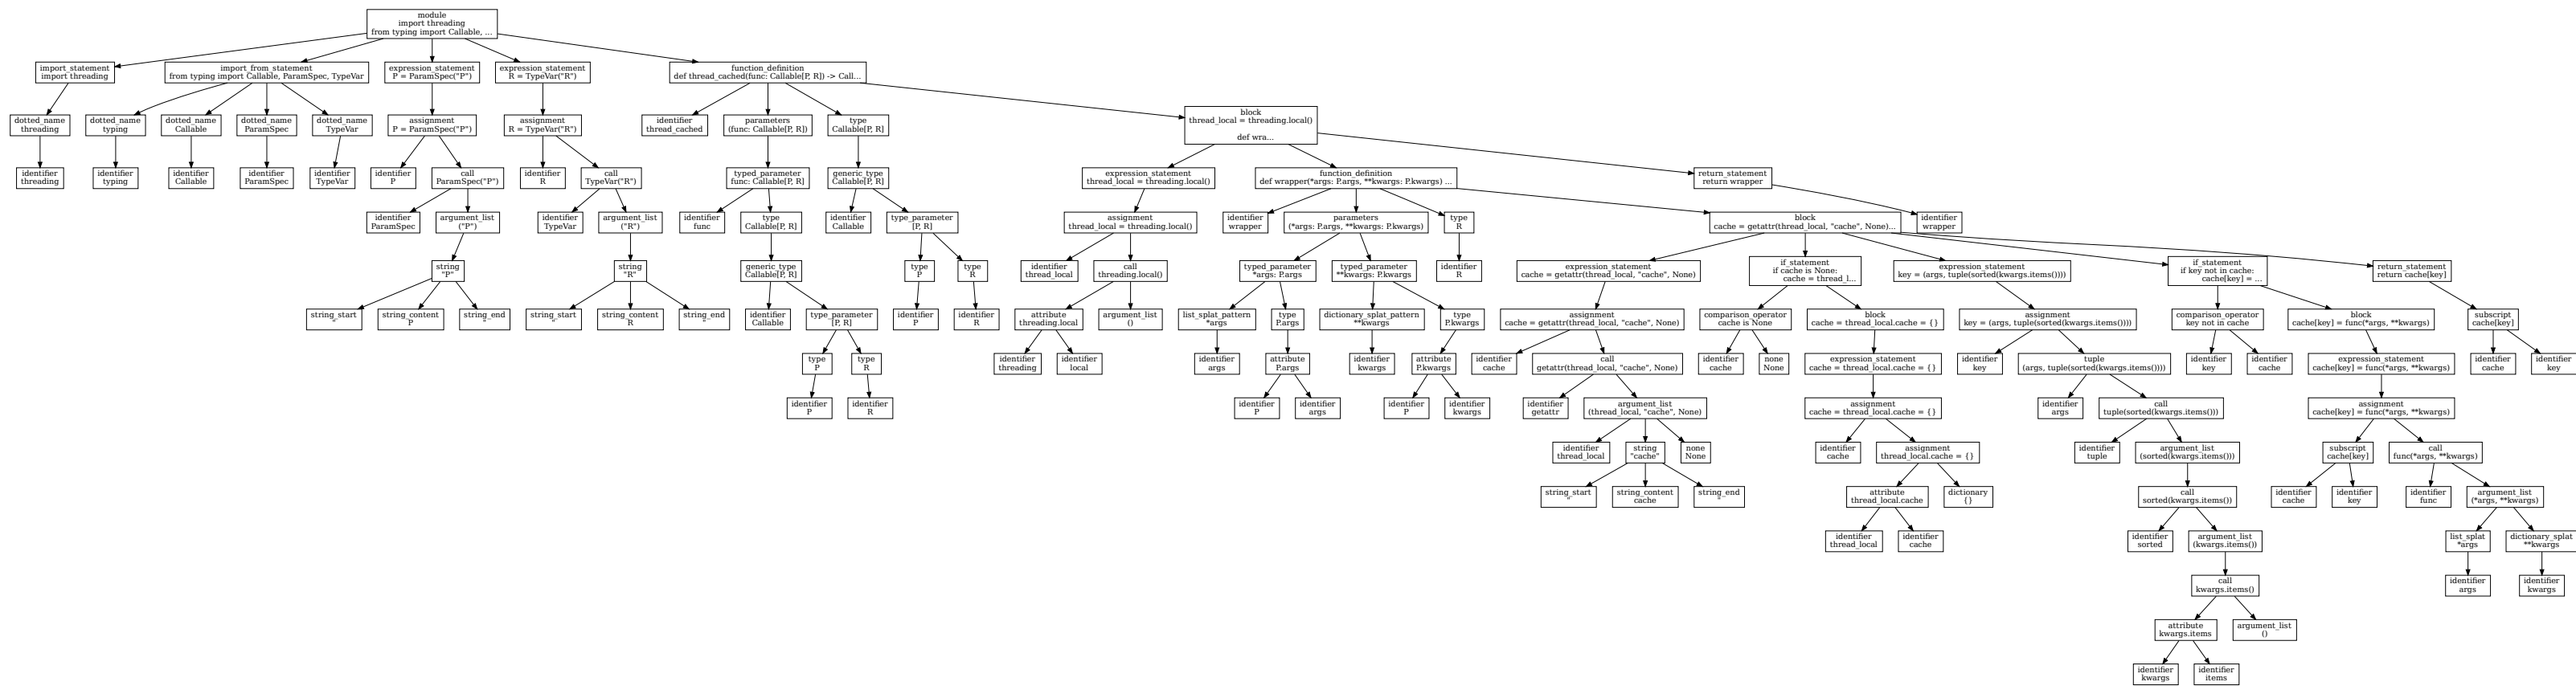 module
import threading
from typing import Callable, ...
import_statement
import threading
import_from_statement
from typing import Callable, ParamSpec, TypeVar
expression_statement
P = ParamSpec("P")
expression_statement
R = TypeVar("R")
function_definition
def thread_cached(func: Callable[P, R]) -> Call...
dotted_name
threading
dotted_name
typing
dotted_name
Callable
dotted_name
ParamSpec
dotted_name
TypeVar
assignment
P = ParamSpec("P")
assignment
R = TypeVar("R")
identifier
thread_cached
parameters
(func: Callable[P, R])
type
Callable[P, R]
block
thread_local = threading.local()
def wra...
identifier
threading
identifier
typing
identifier
Callable
identifier
ParamSpec
identifier
TypeVar
identifier
P
call
ParamSpec("P")
identifier
R
call
TypeVar("R")
typed_parameter
func: Callable[P, R]
generic_type
Callable[P, R]
expression_statement
thread_local = threading.local()
function_definition
def wrapper(*args: P.args, **kwargs: P.kwargs) ...
return_statement
return wrapper
identifier
ParamSpec
argument_list
("P")
identifier
TypeVar
argument_list
("R")
identifier
func
type
Callable[P, R]
identifier
Callable
type_parameter
[P, R]
assignment
thread_local = threading.local()
identifier
wrapper
parameters
(*args: P.args, **kwargs: P.kwargs)
type
R
block
cache = getattr(thread_local, "cache", None)...
identifier
wrapper
string
"P"
string
"R"
generic_type
Callable[P, R]
type
P
type
R
identifier
thread_local
call
threading.local()
typed_parameter
*args: P.args
typed_parameter
**kwargs: P.kwargs
identifier
R
expression_statement
cache = getattr(thread_local, "cache", None)
if_statement
if cache is None:
cache = thread_l...
expression_statement
key = (args, tuple(sorted(kwargs.items())))
if_statement
if key not in cache:
cache[key] = ...
return_statement
return cache[key]
string_start
"
string_content
P
string_end
"
string_start
"
string_content
R
string_end
"
identifier
Callable
type_parameter
[P, R]
identifier
P
identifier
R
attribute
threading.local
argument_list
()
list_splat_pattern
*args
type
P.args
dictionary_splat_pattern
**kwargs
type
P.kwargs
assignment
cache = getattr(thread_local, "cache", None)
comparison_operator
cache is None
block
cache = thread_local.cache = {}
assignment
key = (args, tuple(sorted(kwargs.items())))
comparison_operator
key not in cache
block
cache[key] = func(*args, **kwargs)
subscript
cache[key]
type
P
type
R
identifier
threading
identifier
local
identifier
args
attribute
P.args
identifier
kwargs
attribute
P.kwargs
identifier
cache
call
getattr(thread_local, "cache", None)
identifier
cache
none
None
expression_statement
cache = thread_local.cache = {}
identifier
key
tuple
(args, tuple(sorted(kwargs.items())))
identifier
key
identifier
cache
expression_statement
cache[key] = func(*args, **kwargs)
identifier
cache
identifier
key
identifier
P
identifier
R
identifier
P
identifier
args
identifier
P
identifier
kwargs
identifier
getattr
argument_list
(thread_local, "cache", None)
assignment
cache = thread_local.cache = {}
identifier
args
call
tuple(sorted(kwargs.items()))
assignment
cache[key] = func(*args, **kwargs)
identifier
thread_local
string
"cache"
none
None
identifier
cache
assignment
thread_local.cache = {}
identifier
tuple
argument_list
(sorted(kwargs.items()))
subscript
cache[key]
call
func(*args, **kwargs)
string_start
"
string_content
cache
string_end
"
attribute
thread_local.cache
dictionary
{}
call
sorted(kwargs.items())
identifier
cache
identifier
key
identifier
func
argument_list
(*args, **kwargs)
identifier
thread_local
identifier
cache
identifier
sorted
argument_list
(kwargs.items())
list_splat
*args
dictionary_splat
**kwargs
call
kwargs.items()
identifier
args
identifier
kwargs
attribute
kwargs.items
argument_list
()
identifier
kwargs
identifier
items